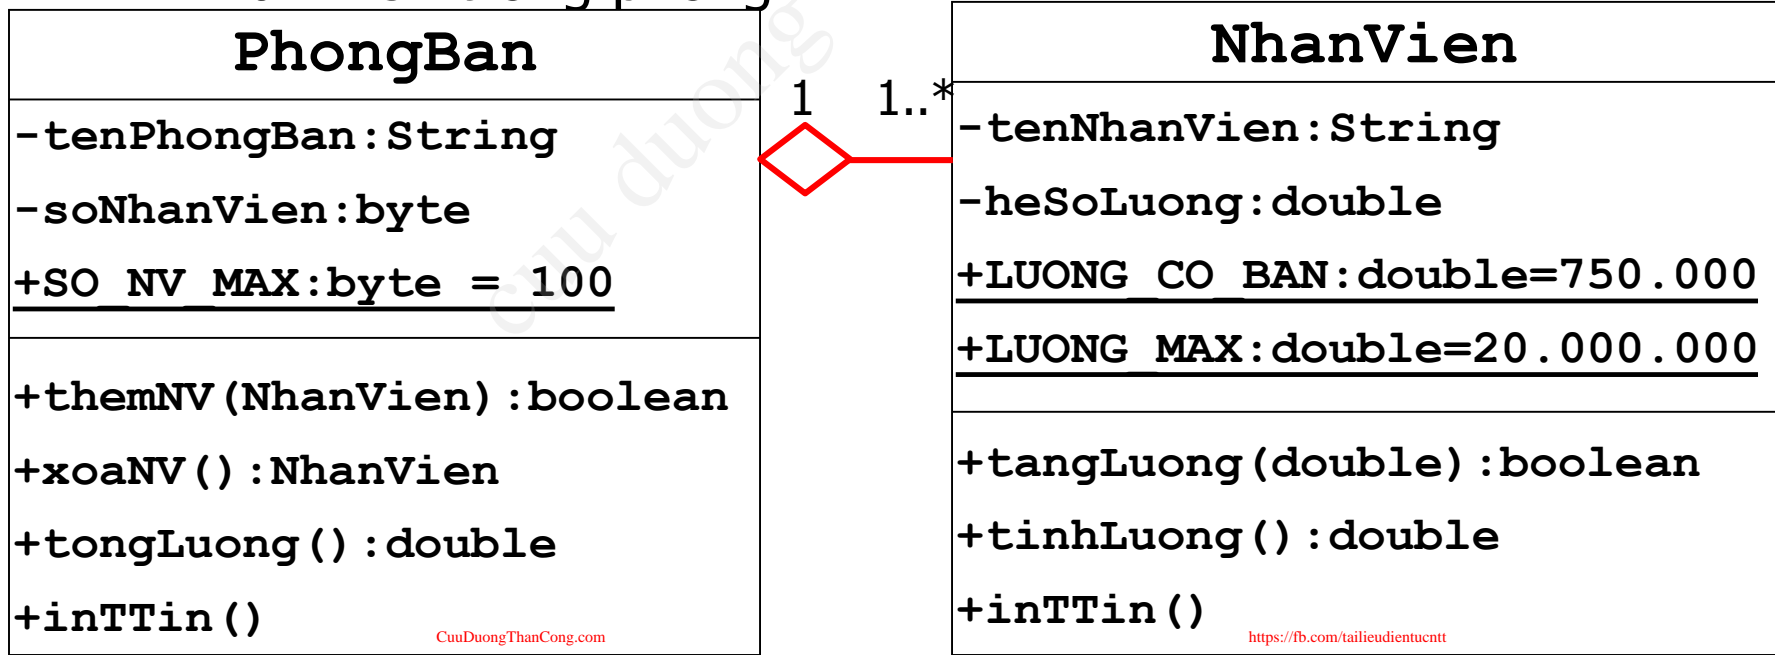 PhongBan
-tenPhongBan:String
-soNhanVien:byte
+SO_NV_MAX:byte = 100
+themNV(NhanVien):boolean
+xoaNV():NhanVien
+tongLuong():double
+inTTin()
CuuDuongThanCong.com
1 1..*
NhanVien
-tenNhanVien:String
-heSoLuong:double
+LUONG_CO_BAN:double=750.000
+LUONG_MAX:double=20.000.000
+tangLuong(double):boolean
+tinhLuong():double
+inTTin()
https://fb.com/tailieudientucntt
cuu duong